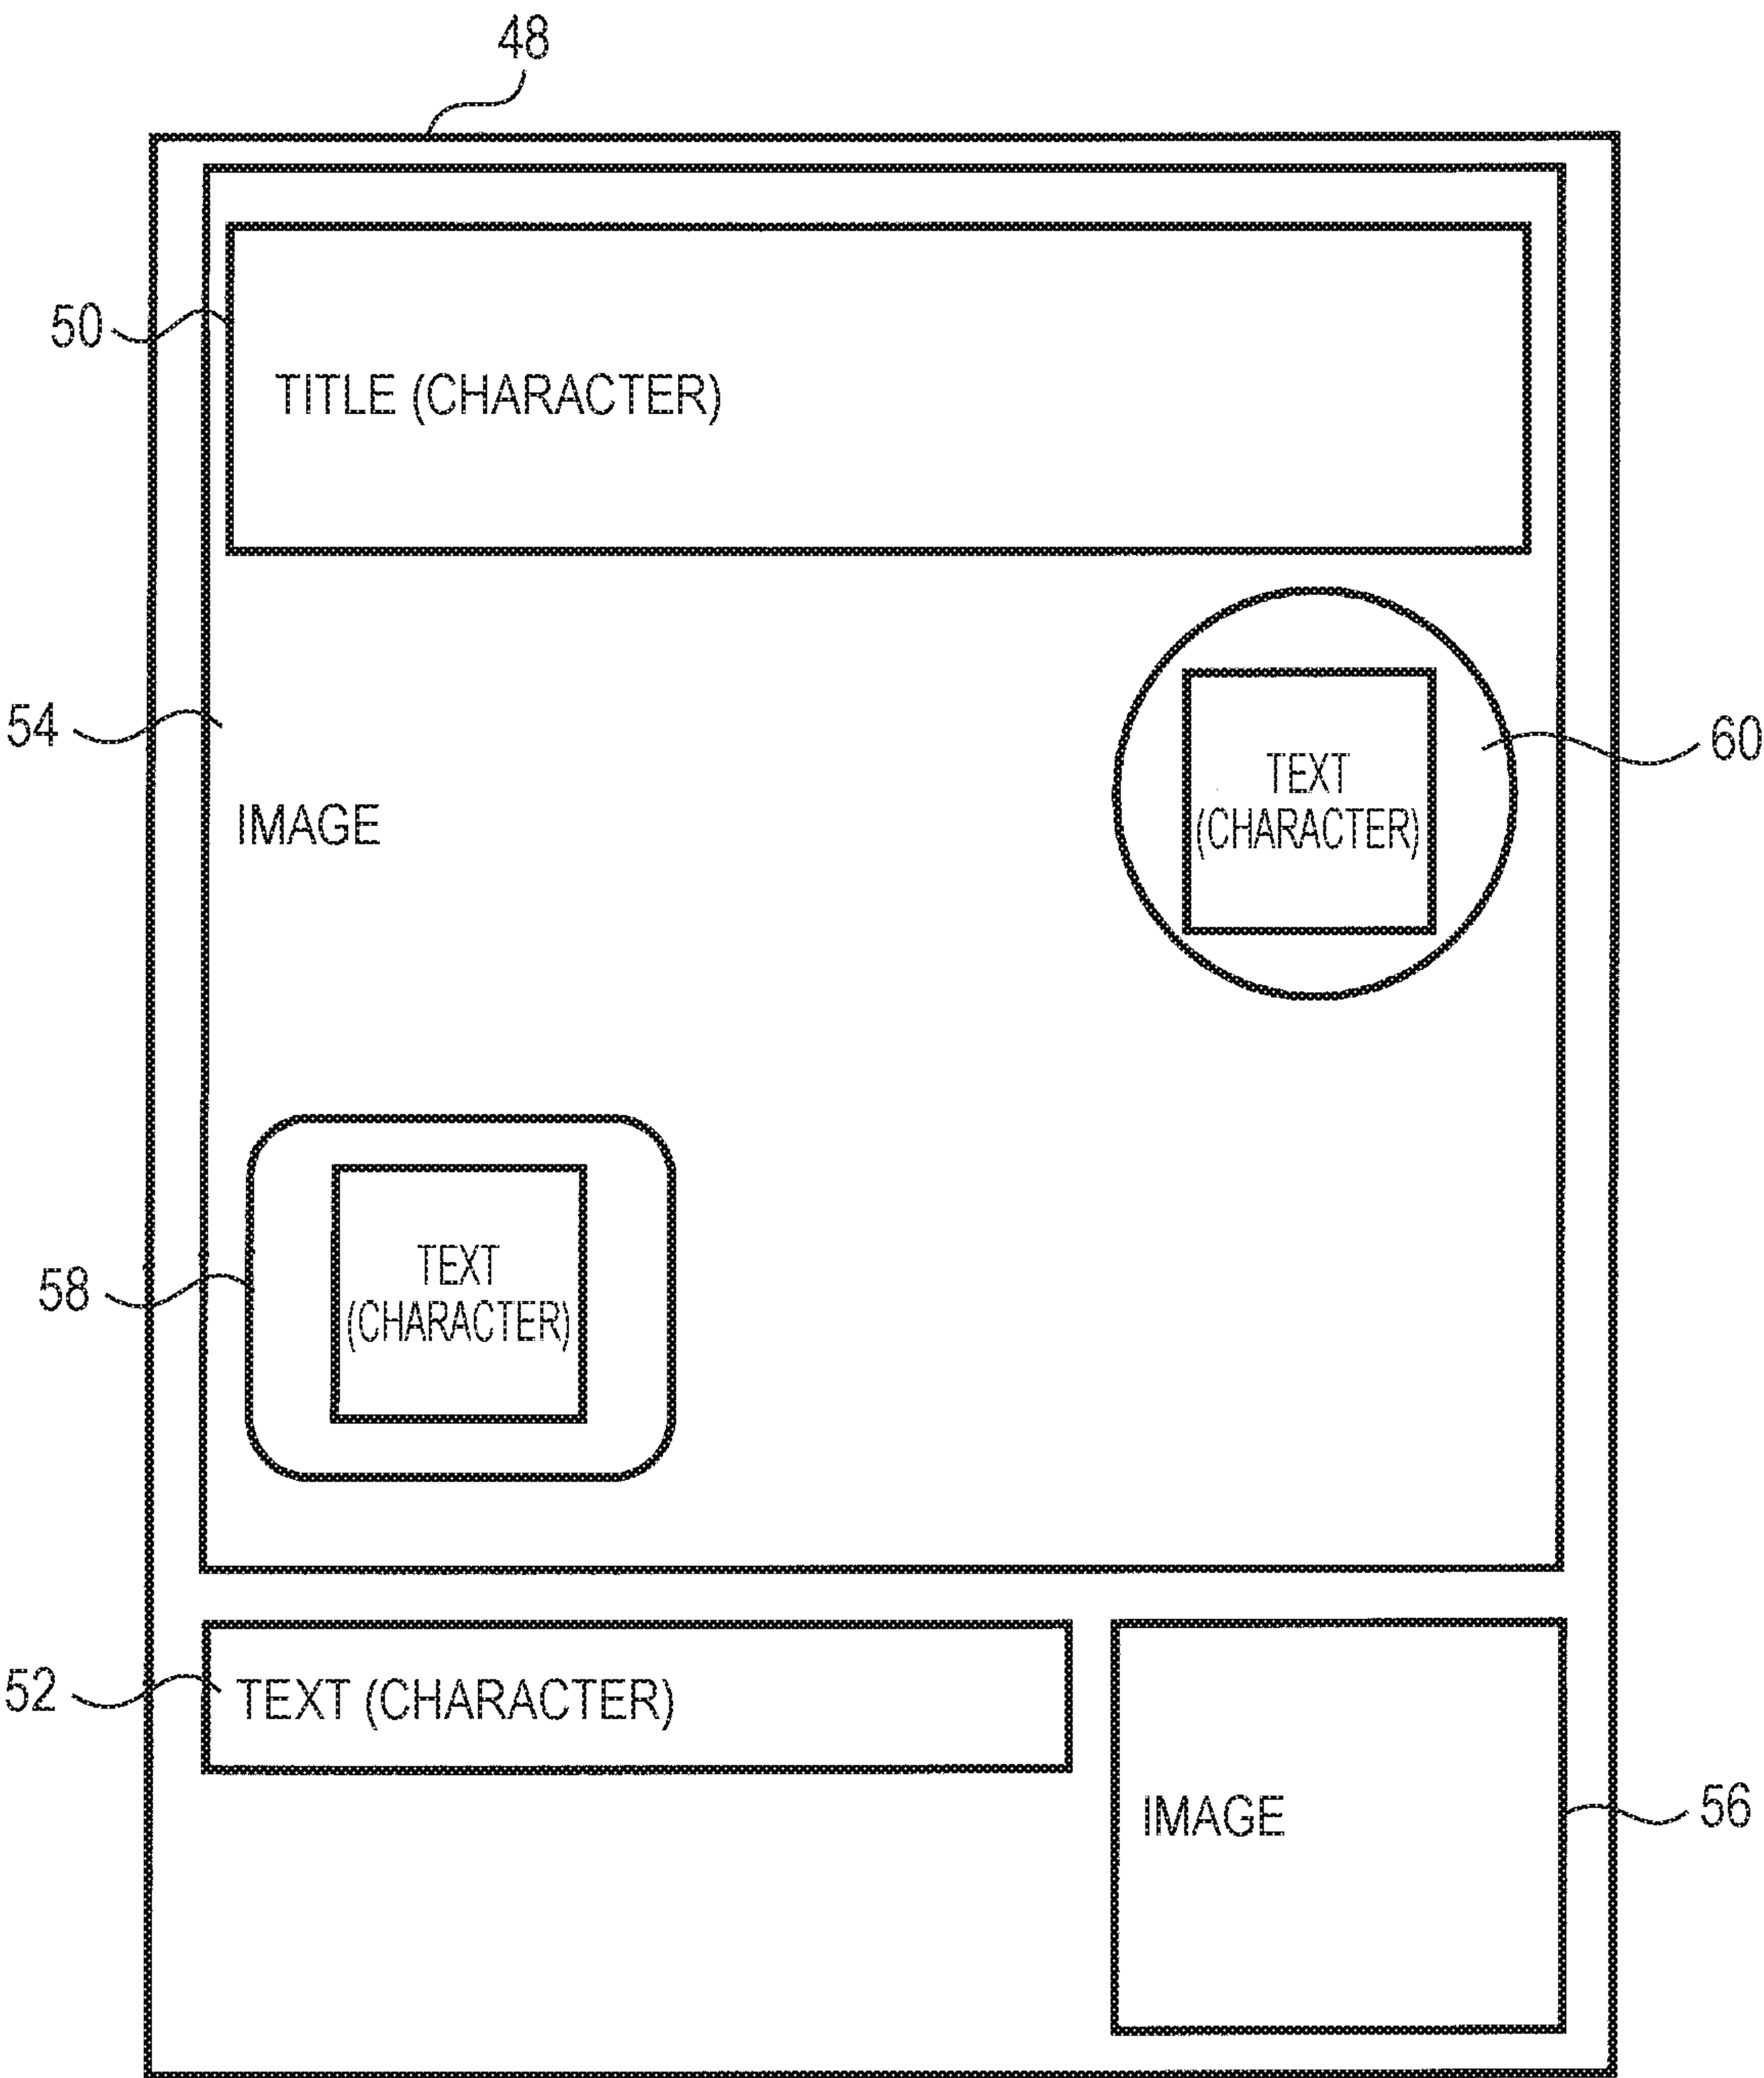 48
50
TITLE (CHARACTER)
54
60
TEXT
(CHARACTER)
IMAGE
58
TEXT
(CHARACTER)
52
TEXT (CHARACTER)
IMAGE
56